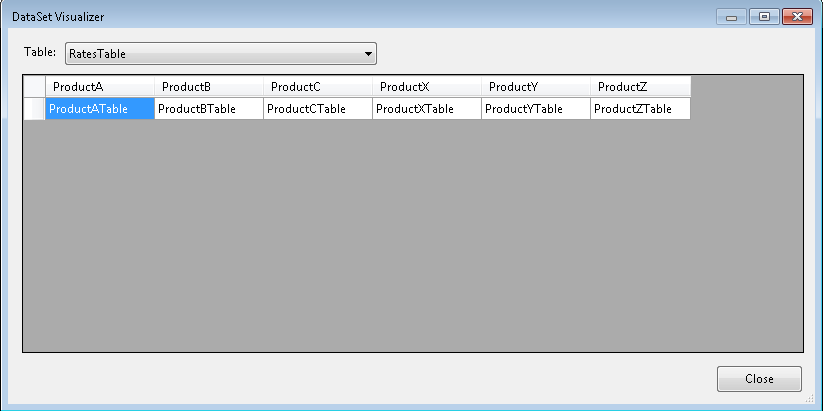 DataSet Visualizer
Table: RatesTable
ProductA ProductB ProductC ProductX ProductY ProductZ
ProductATable ProductBTable ProductCTable ProductXTable ProductYTable ProductZTable
Close